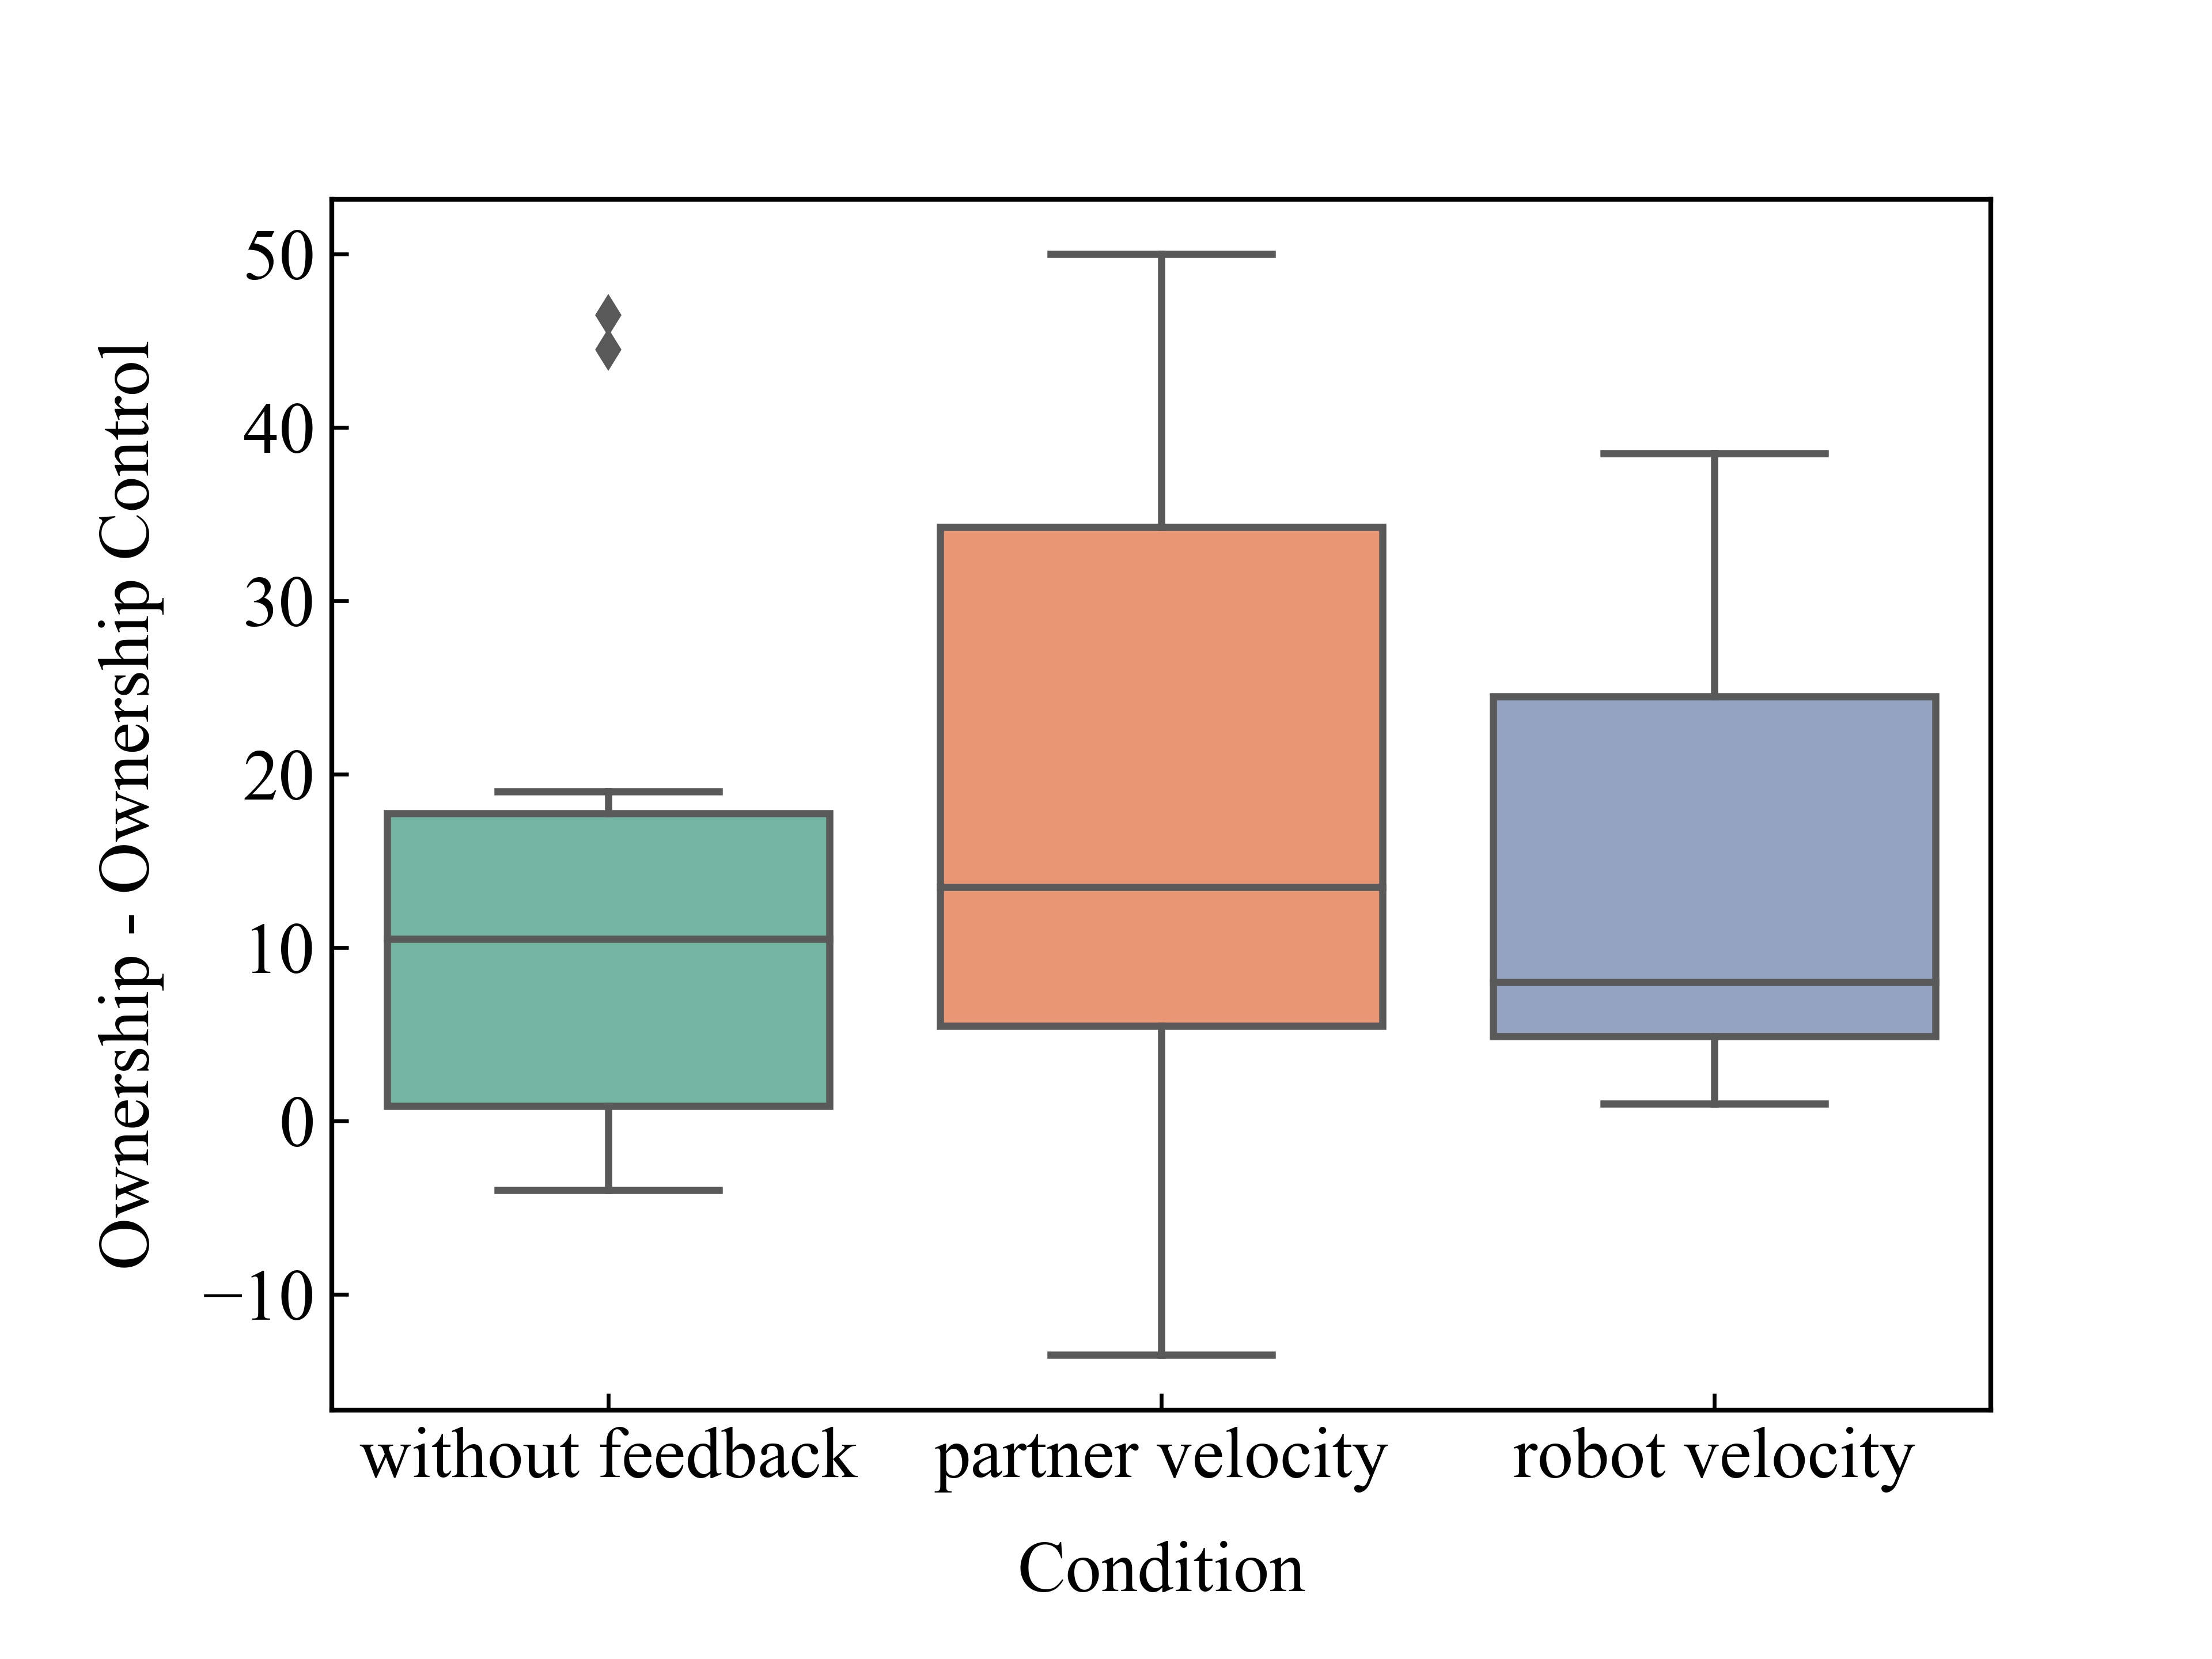 Ownership - Ownership Control
50
40
30
20
10
0
−10
without feedback
partner velocity
robot velocity
Condition